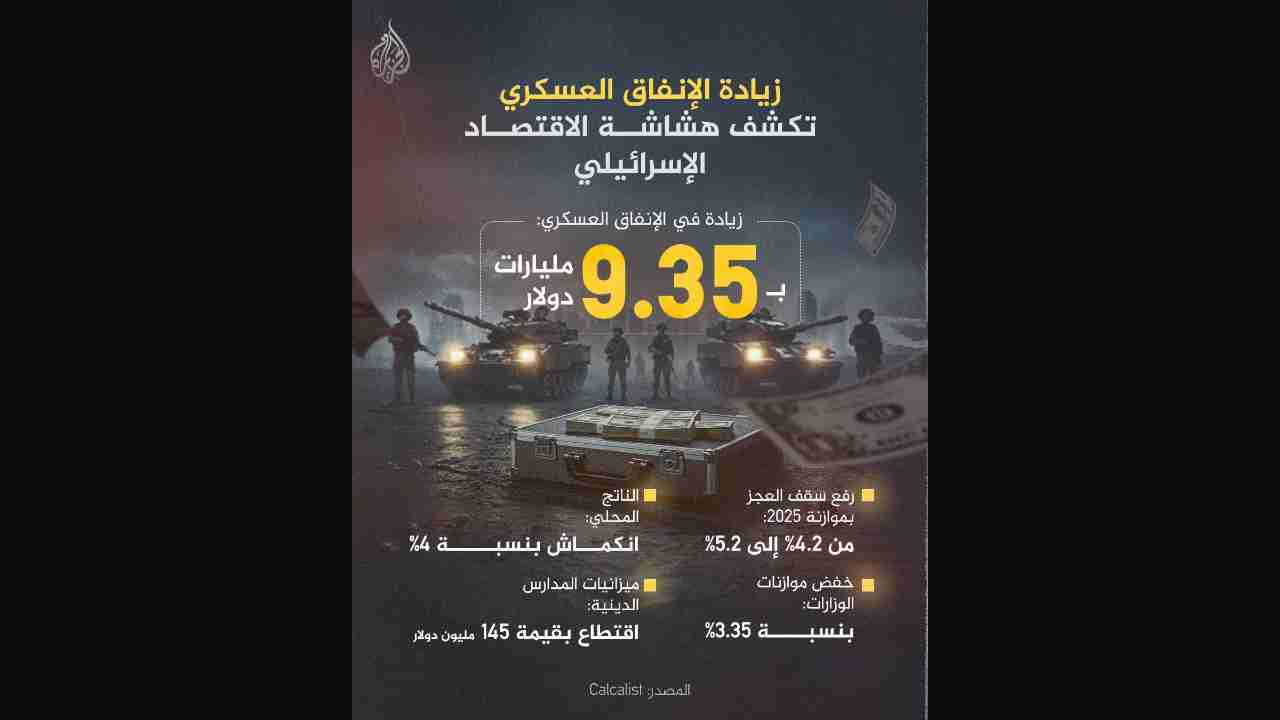 الجزيرة
زيادة الإنفاق العسكري
تكشف هشاشة الاقتصاد
الإسرائيلي
زيادة في الإنفاق العسكري:
بـ 9.35 مليارات
دولار
رفع سقف العجز
بموازنة 2025:
من 4.2% إلى 5.2%
الناتج
المحلي:
انكماش بنسبة 4%
خفض موازنات
الوزارات:
بنسبة 3.35%
ميزانيات المدارس
الدينية:
اقتطاع بقيمة 145 مليون دولار
المصدر: Calcalist